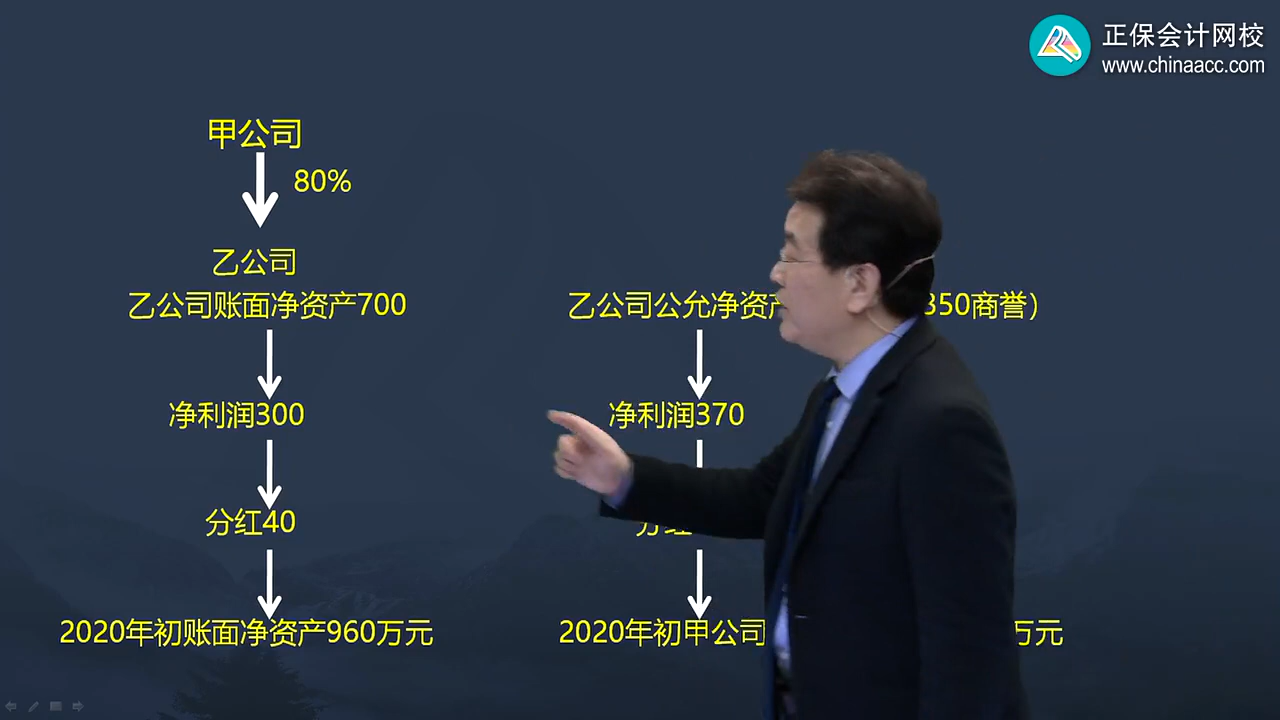 正保会计网校
www.chinaacc.com
甲公司
80%
乙公司
乙公司账面净资产700
乙公司公允净资产 350商誉）
净利润300
净利润370
分红40
分红
2020年初账面净资产960万元
2020年初甲公司 万元